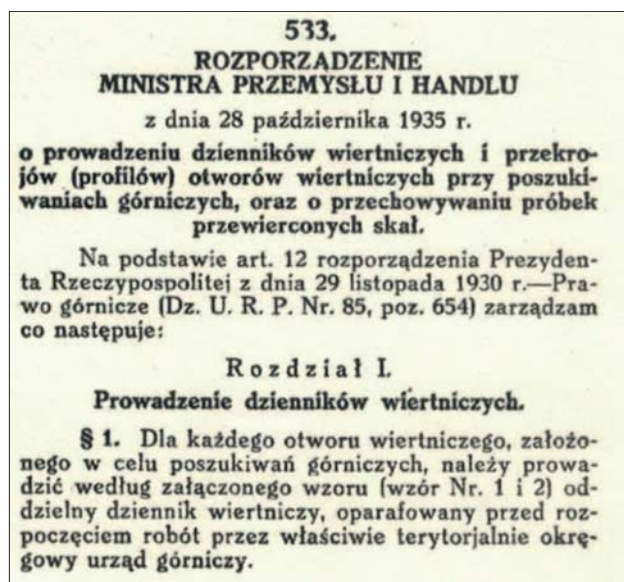 533.
ROZPORZĄDZENIE
MINISTRA PRZEMYSŁU I HANDLU
z dnia 28 października 1935 r.
o prowadzeniu dzienników wiertniczych i przekro-
jów (profilów) otworów wiertniczych przy poszuki-
waniach górniczych, oraz o przechowywaniu próbek
przewierconych skał.
Na podstawie art. 12 rozporządzenia Prezyden-
ta Rzeczypospolitej z dnia 29 listopada 1930 r.—Pra-
wo górnicze (Dz. U. R. P. Nr. 85, poz. 654) zarządzam
co następuje:
Rozdział I.
Prowadzenie dzienników wiertniczych.
§ 1. Dla każdego otworu wiertniczego, założo-
nego w celu poszukiwań górniczych, należy prowa-
dzić według załączonego wzoru (wzór Nr. 1 i 2) od-
dzielny dziennik wiertniczy, oparafowany przed roz-
poczęciem robót przez właściwie terytorjalnie okrę-
gowy urząd górniczy.